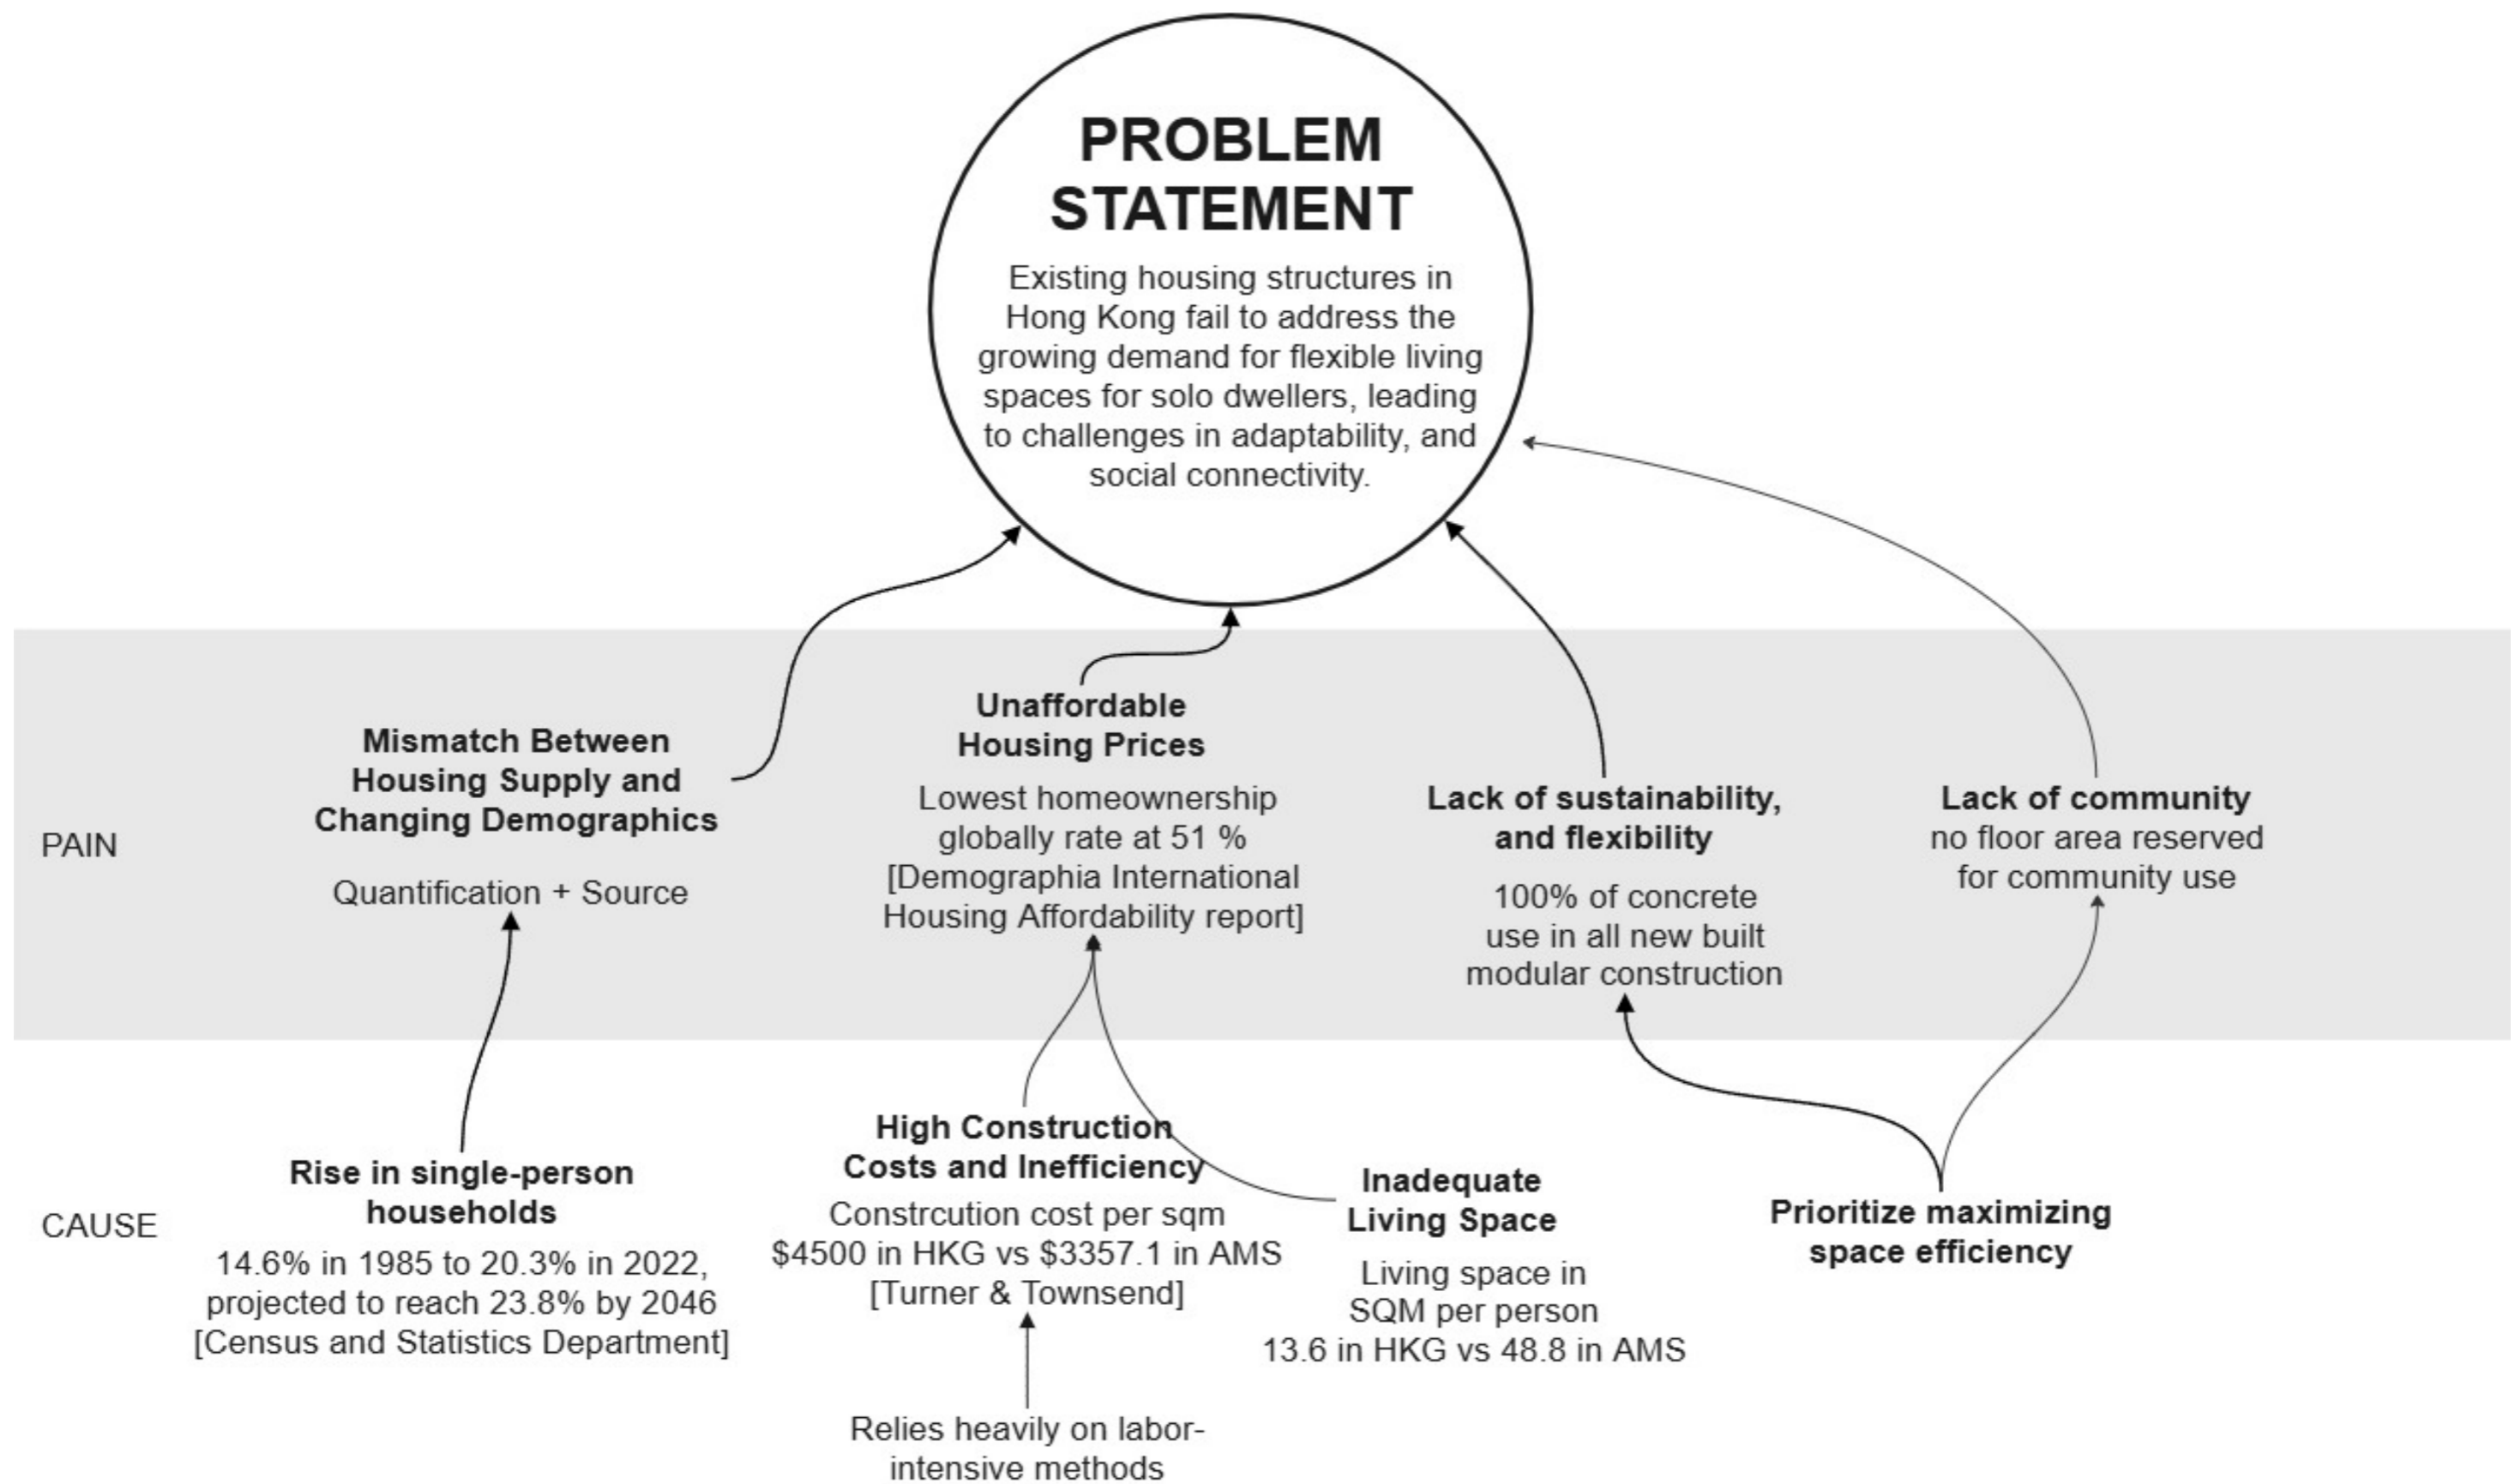 PROBLEM
STATEMENT
Existing housing structures in
Hong Kong fail to address the
growing demand for flexible living
spaces for solo dwellers, leading
to challenges in adaptability, and
social connectivity.
PAIN
Mismatch Between
Housing Supply and
Changing Demographics
Quantification + Source
Unaffordable
Housing Prices
Lowest homeownership
globally rate at 51 %
[Demographia International
Housing Affordability report]
Lack of sustainability,
and flexibility
100% of concrete
use in all new built
modular construction
Lack of community
no floor area reserved
for community use
CAUSE
Rise in single-person
households
14.6% in 1985 to 20.3% in 2022,
projected to reach 23.8% by 2046
[Census and Statistics Department]
High Construction
Costs and Inefficiency
Constrcution cost per sqm
$4500 in HKG vs $3357.1 in AMS
[Turner & Townsend]
Relies heavily on labor-
intensive methods
Inadequate
Living Space
Living space in
SQM per person
13.6 in HKG vs 48.8 in AMS
Prioritize maximizing
space efficiency